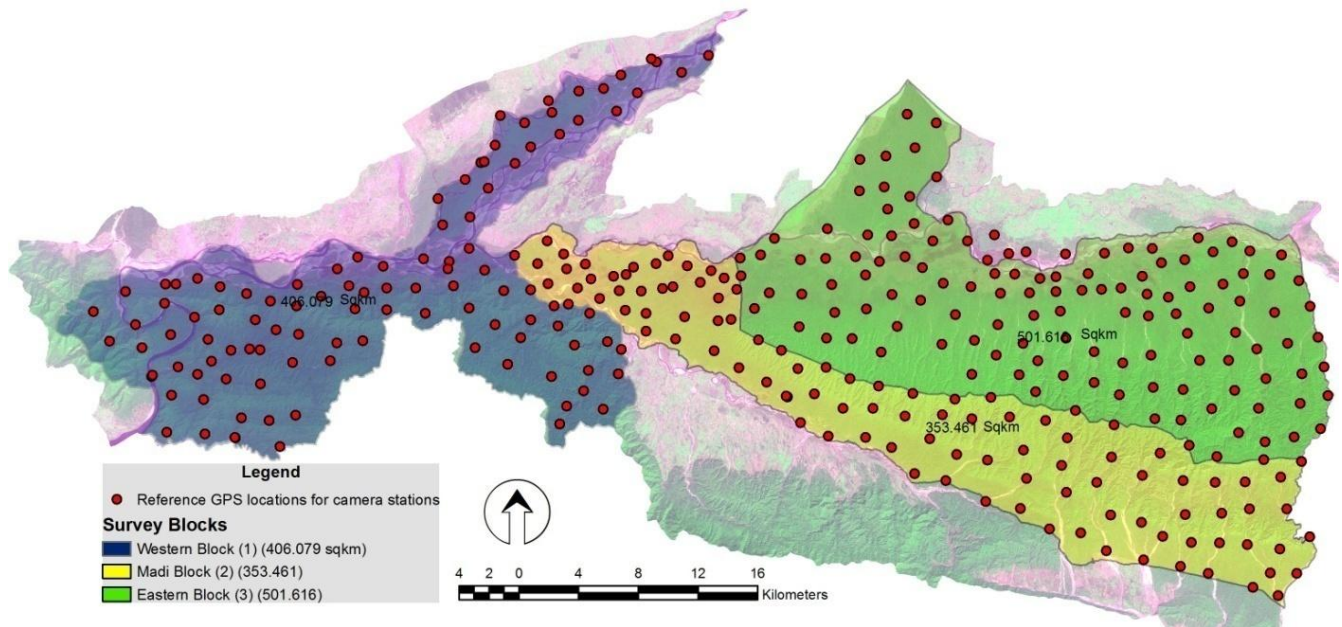 406.079 Sqkm
501.616 Sqkm
353.461 Sqkm
Legend
Reference GPS locations for camera stations
Survey Blocks
Western Block (1) (406.079 sqkm)
Madi Block (2) (353.461)
Eastern Block (3) (501.616)
4 2 0 4 8 12 16
Kilometers